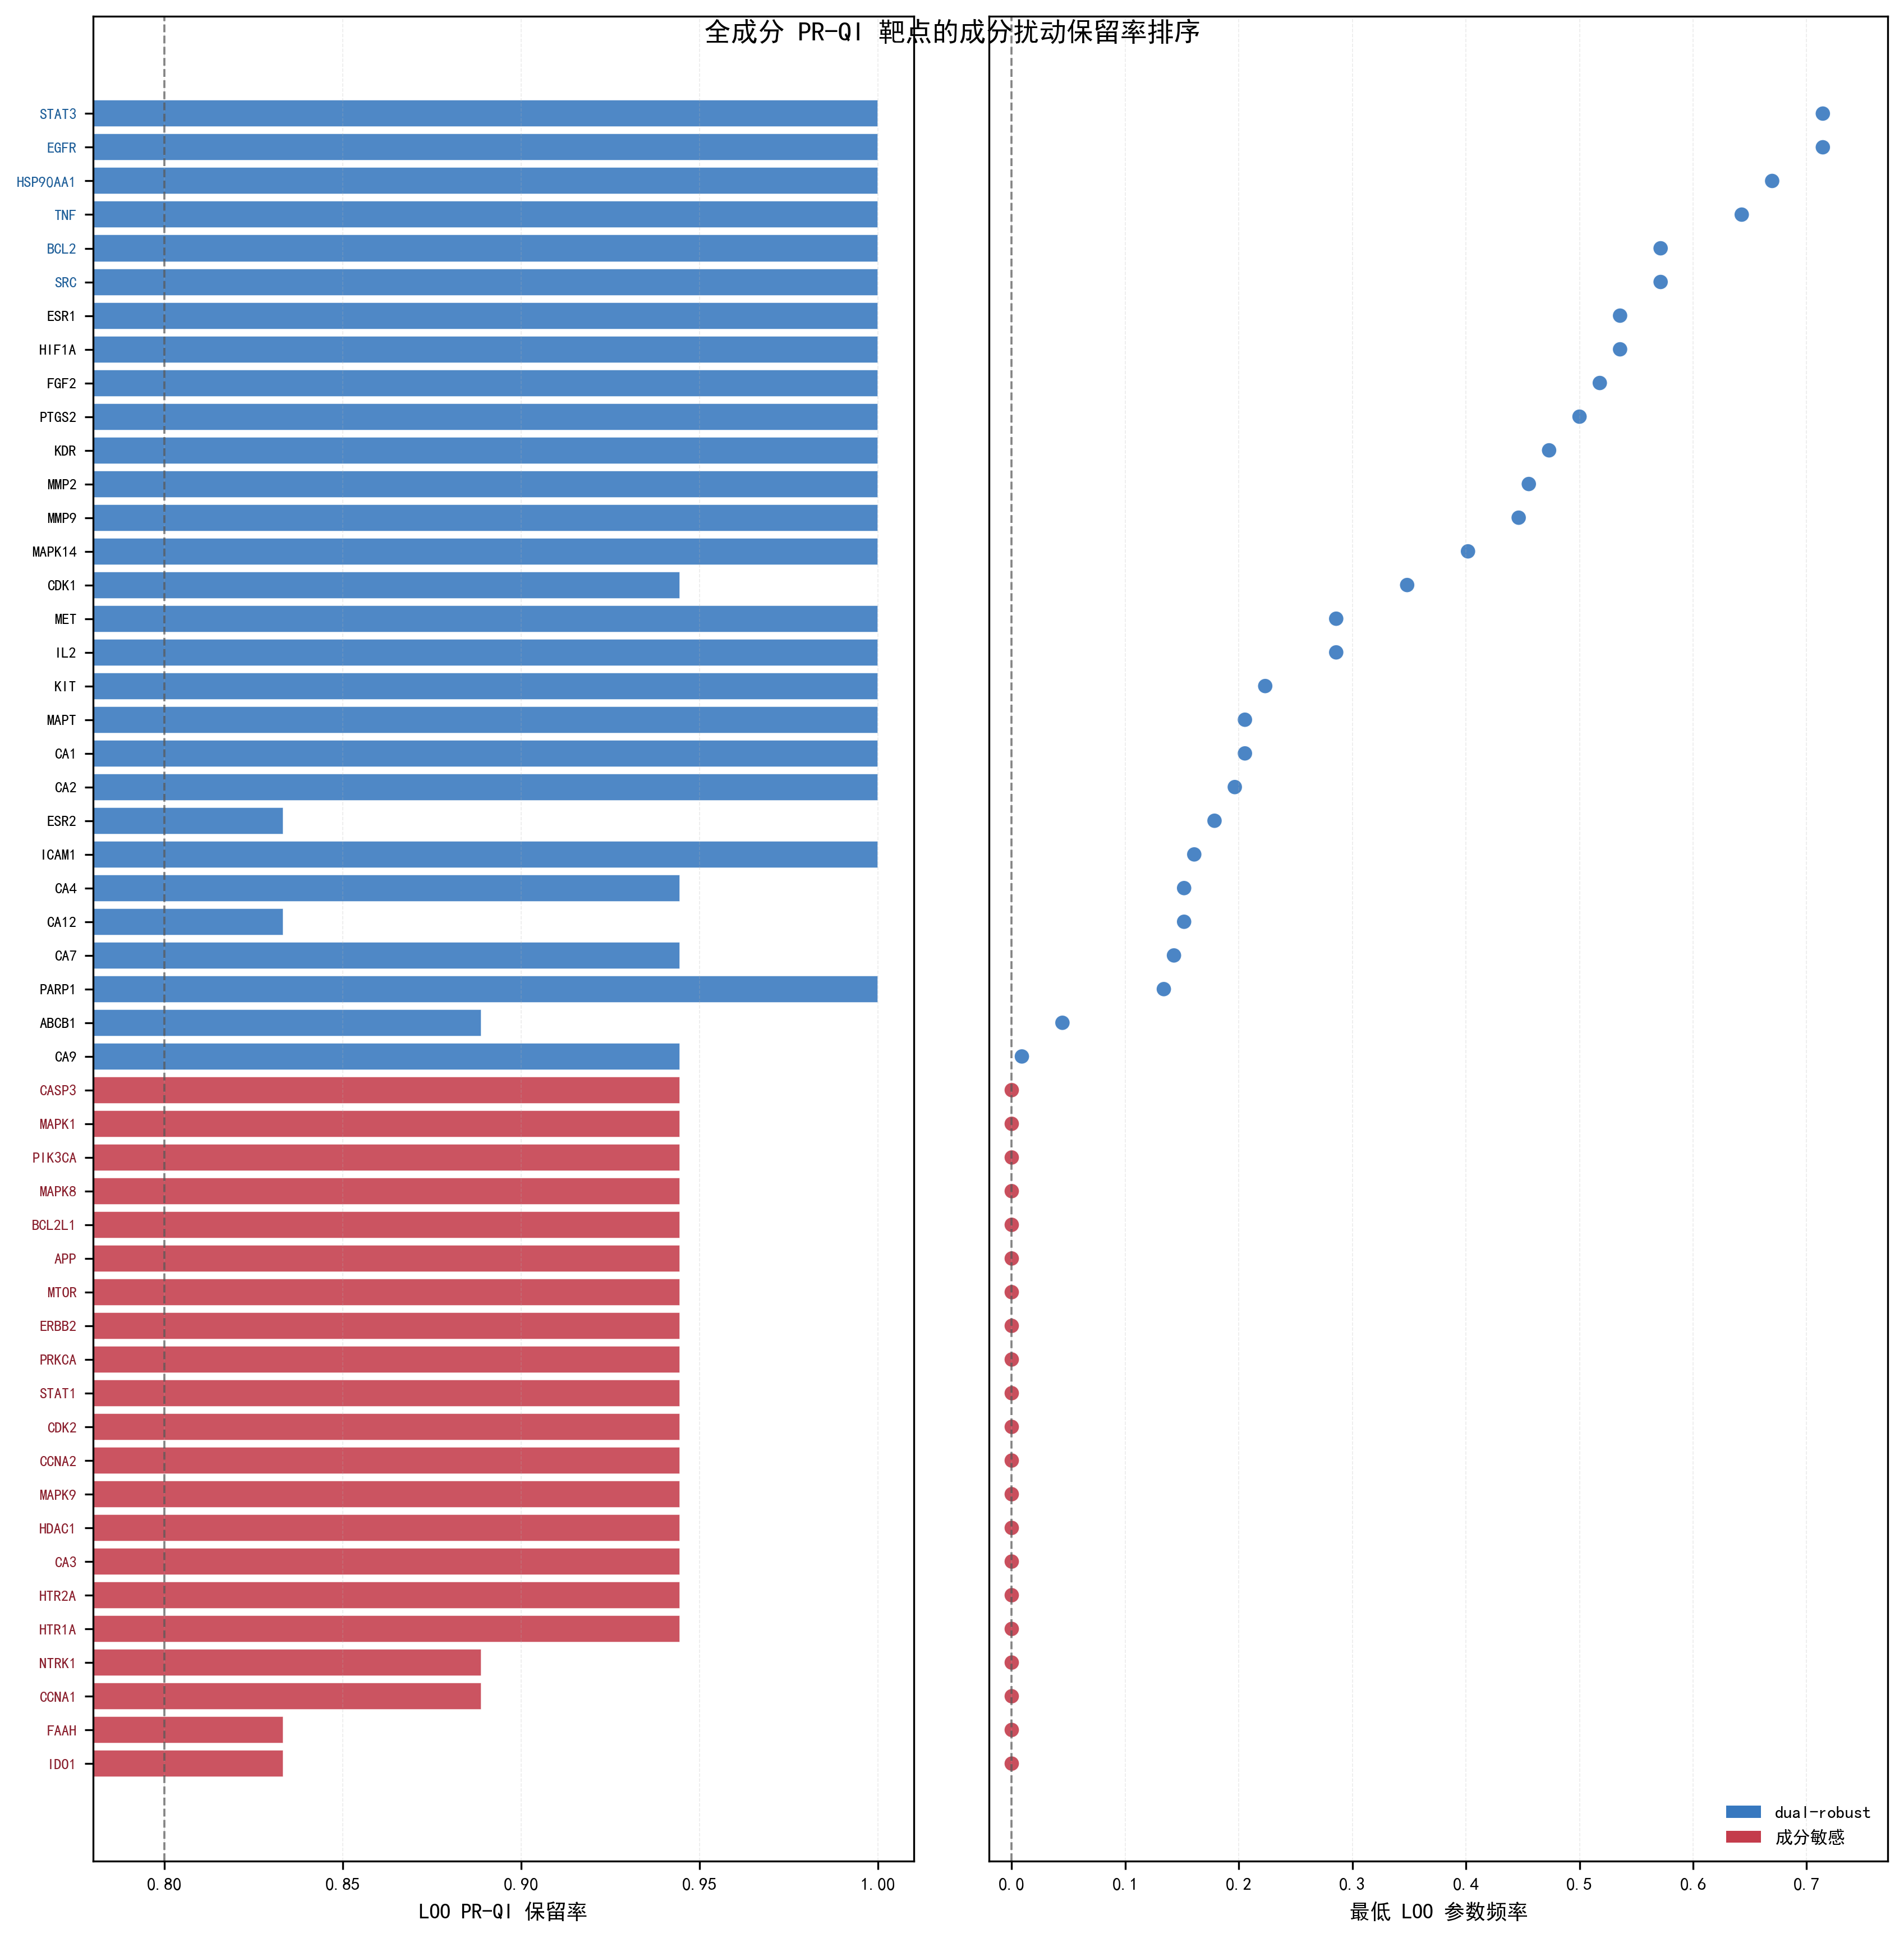 全成分 PR-QI 靶点的成分扰动保留率排序
STAT3
EGFR
HSP90AA1
TNF
BCL2
SRC
ESR1
HIF1A
FGF2
PTGS2
KDR
MMP2
MMP9
MAPK14
CDK1
MET
IL2
KIT
MAPT
CA1
CA2
ESR2
ICAM1
CA4
CA12
CA7
PARP1
ABCB1
CA9
CASP3
MAPK1
PIK3CA
MAPK8
BCL2L1
APP
MTOR
ERBB2
PRKCA
STAT1
CDK2
CCNA2
MAPK9
HDAC1
CA3
HTR2A
HTR1A
NTRK1
CCNA1
FAAH
IDO1
0.80 0.85 0.90 0.95 1.00
LOO PR-QI 保留率
dual-robust
成分敏感
0.0 0.1 0.2 0.3 0.4 0.5 0.6 0.7
最低 LOO 参数频率